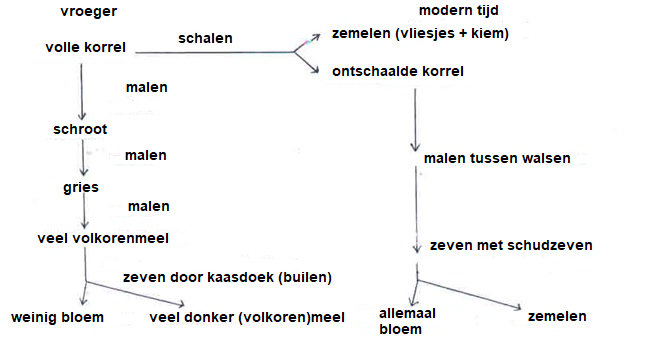 vroeger
modern tijd
volle korrel
schalen
zemelen (vliesjes + kiem)
ontschaalde korrel
malen
schroot
malen
malen tussen walsen
gries
malen
veel volkorenmeel
zeven met schudzeven
zeven door kaasdoek (builen)
weinig bloem
veel donker (volkoren)meel
allemaal
bloem
zemelen